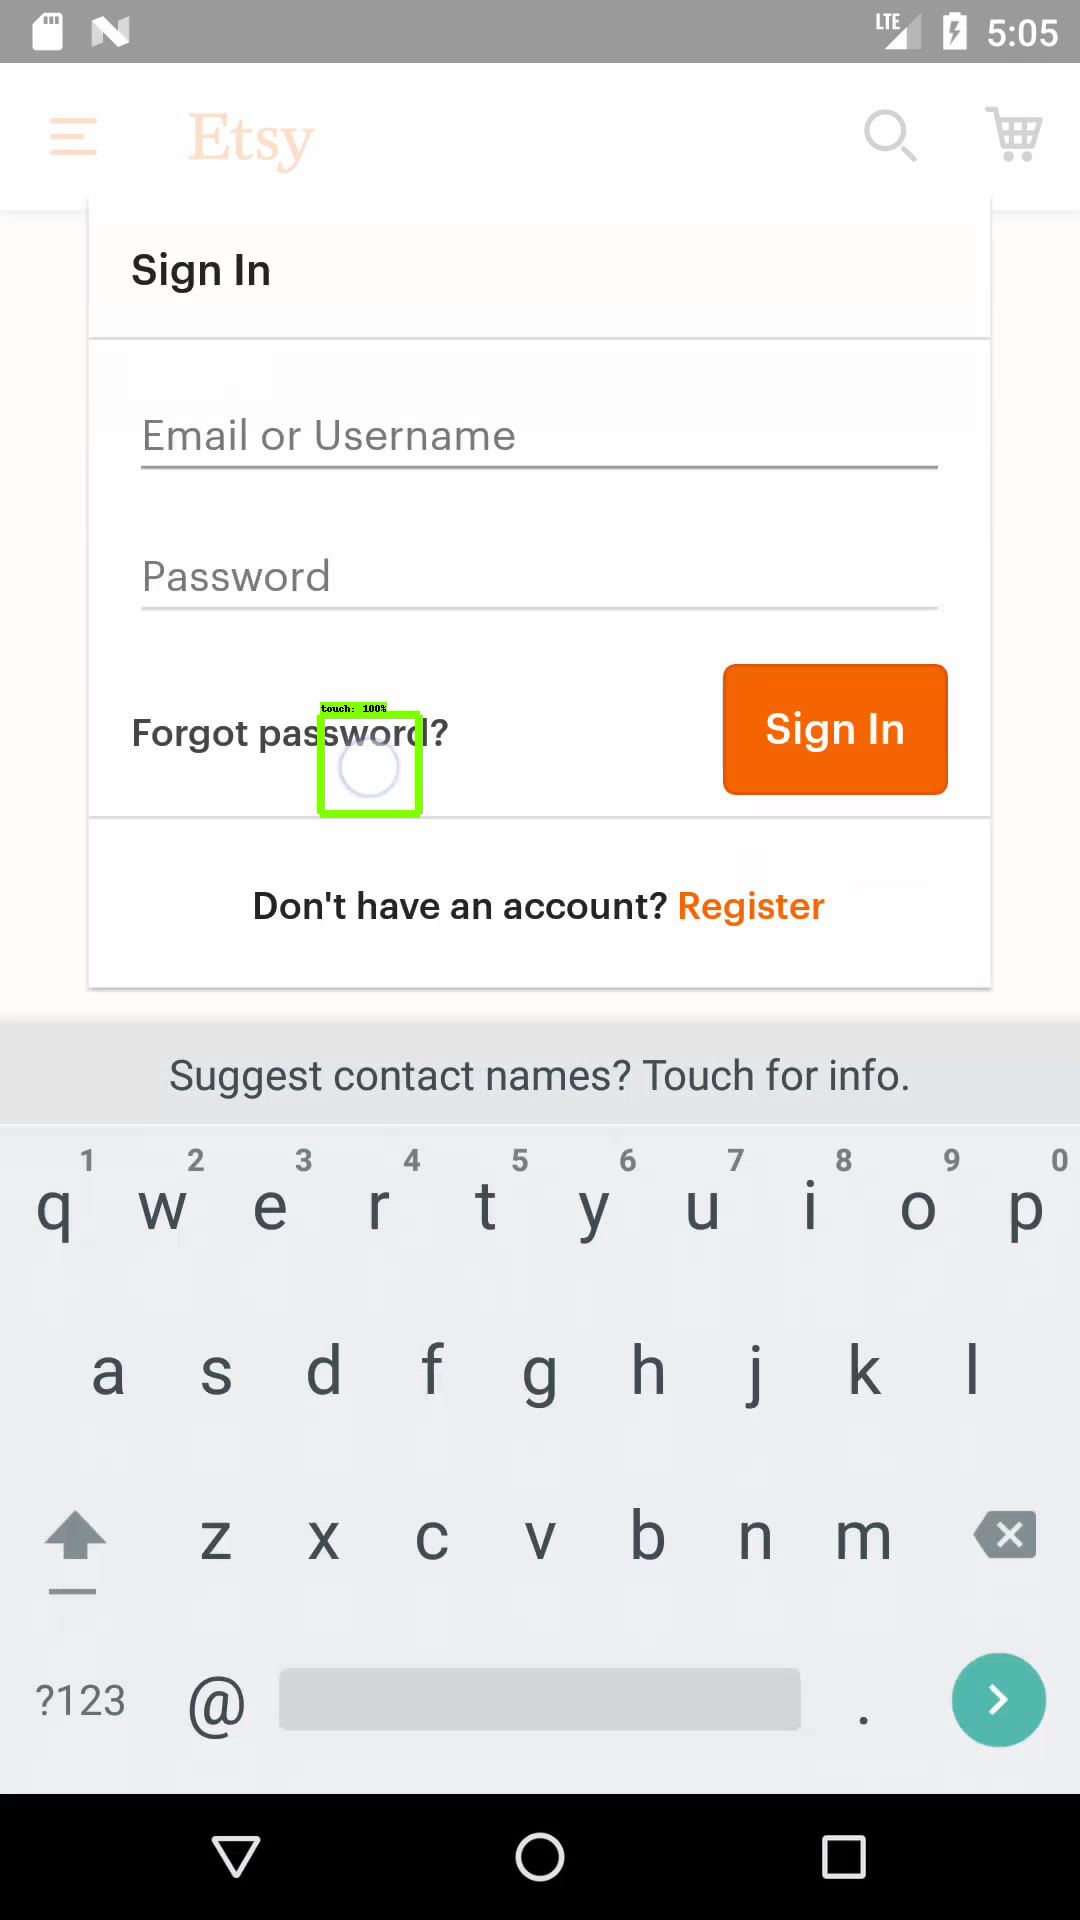 LTE 5:05
Etsy
Sign In
Email or Username
Password
touch: 100%
Forgot password?
Sign In
Don't have an account? Register
Suggest contact names? Touch for info.
1 2 3 4 5 6 7 8 9 0
q w e r t y u i o p
a s d f g h j k l
z x c v b n m
?123 @ .